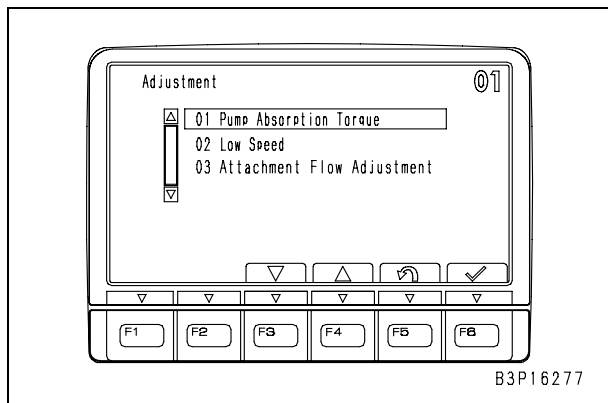 Adjustment 01
01 Pump Absorption Torque
02 Low Speed
03 Attachment Flow Adjustment
F1 F2 F3 F4 F5 F6
B3P16277